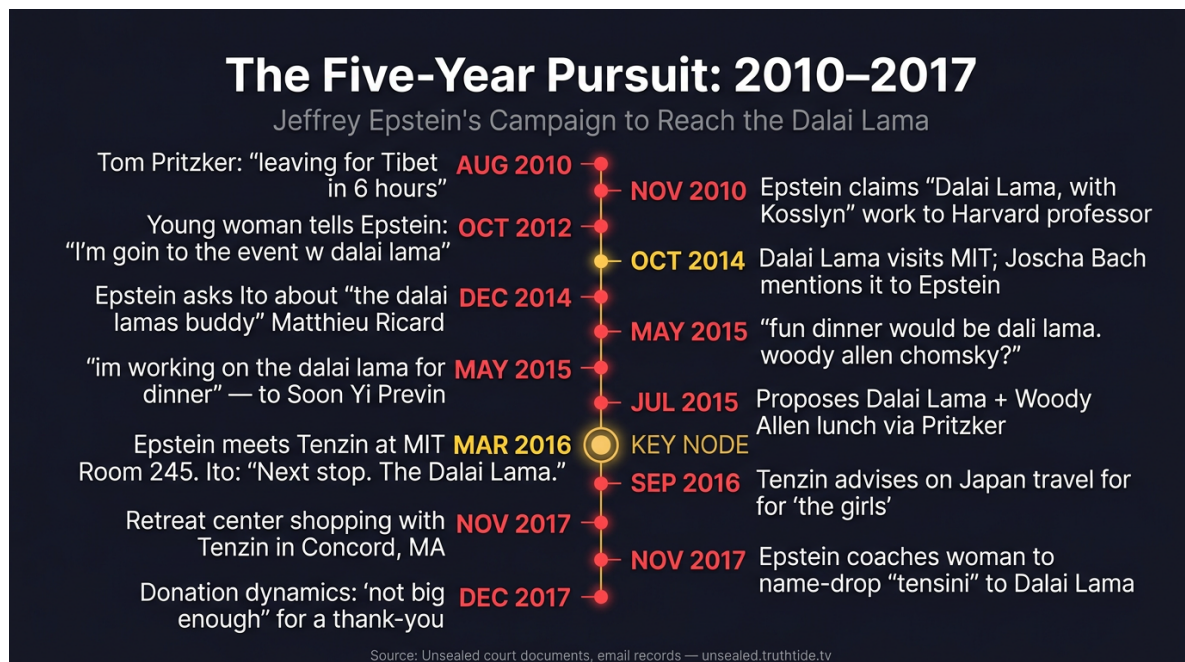 The Five-Year Pursuit: 2010–2017
Jeffrey Epstein's Campaign to Reach the Dalai Lama
Tom Pritzker: “leaving for Tibet
in 6 hours”
AUG 2010
NOV 2010
Epstein claims “Dalai Lama, with
Kosslyn” work to Harvard professor
Young woman tells Epstein:
“I’m goin to the event w dalai lama”
OCT 2012
OCT 2014
Dalai Lama visits MIT; Joscha Bach
mentions it to Epstein
Epstein asks Ito about “the dalai
lamas buddy” Matthieu Ricard
DEC 2014
MAY 2015
“fun dinner would be dali lama.
woody allen chomsky?”
“im working on the dalai lama for
dinner” — to Soon Yi Previn
MAY 2015
JUL 2015
Proposes Dalai Lama + Woody
Allen lunch via Pritzker
Epstein meets Tenzin at MIT
Room 245. Ito: “Next stop. The Dalai Lama.”
MAR 2016
KEY NODE
SEP 2016
Tenzin advises on Japan travel for
for ‘the girls’
Retreat center shopping with
Tenzin in Concord, MA
NOV 2017
NOV 2017
Epstein coaches woman to
name-drop “tensini” to Dalai Lama
Donation dynamics: ‘not big
enough” for a thank-you
DEC 2017
Source: Unsealed court documents, email records — unsealed.truthtide.tv